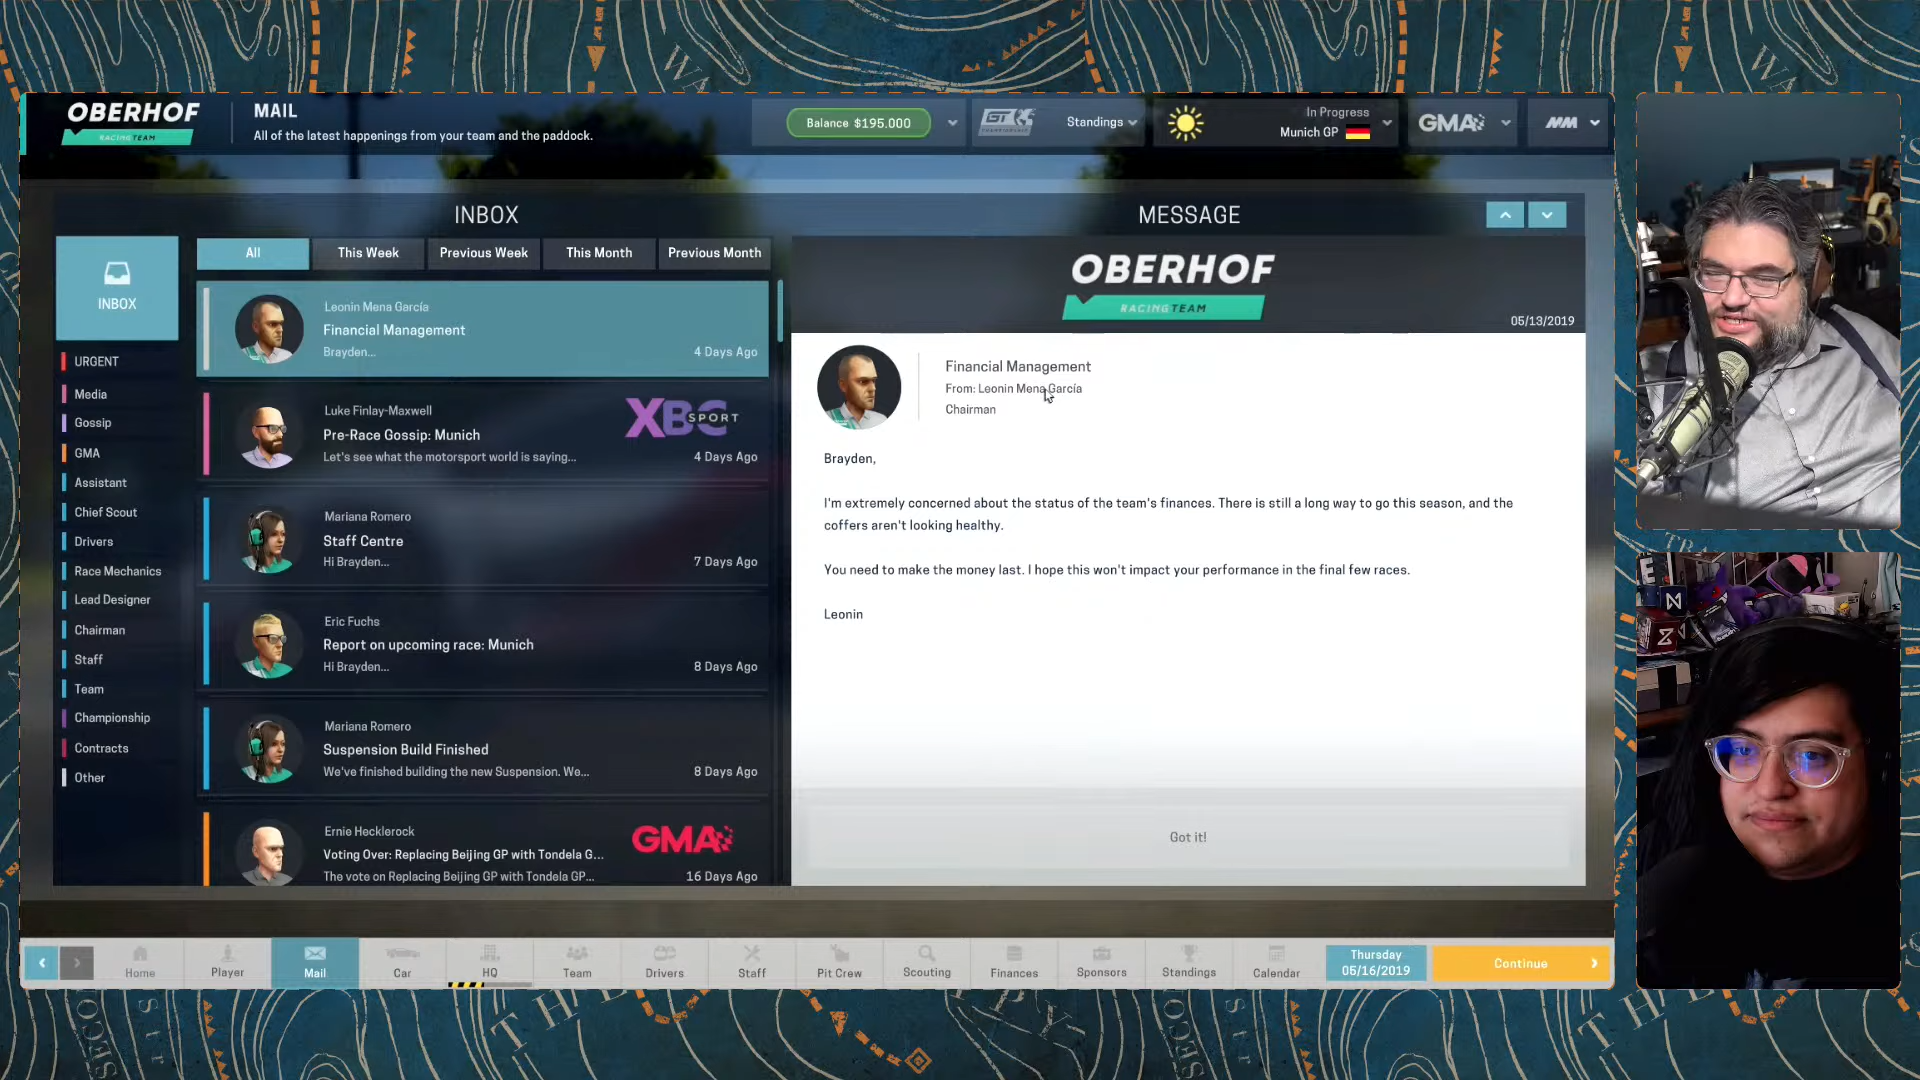 OBERHOF
RACING TEAM
MAIL
All of the latest happenings from your team and the paddock.
Balance $195.000
GT
CHAMPIONSHIP
Standings
In Progress
Munich GP
GMA
MM
INBOX
MESSAGE
INBOX
All
This Week
Previous Week
This Month
Previous Month
URGENT
Media
Gossip
GMA
Assistant
Chief Scout
Drivers
Race Mechanics
Lead Designer
Chairman
Staff
Team
Championship
Contracts
Other
Leonin Mena García
Financial Management
Brayden...
4 Days Ago
Luke Finlay-Maxwell
Pre-Race Gossip: Munich
Let's see what the motorsport world is saying...
4 Days Ago
XBC SPORT
Mariana Romero
Staff Centre
Hi Brayden...
7 Days Ago
Eric Fuchs
Report on upcoming race: Munich
Hi Brayden...
8 Days Ago
Mariana Romero
Suspension Build Finished
We've finished building the new Suspension. We...
8 Days Ago
Ernie Hecklerock
Voting Over: Replacing Beijing GP with Tondela G...
The vote on Replacing Beijing GP with Tondela GP...
16 Days Ago
GMA
OBERHOF
RACING TEAM
05/13/2019
Financial Management
From: Leonin Mena García
Chairman
Brayden,
I'm extremely concerned about the status of the team's finances. There is still a long way to go this season, and the
coffers aren't looking healthy.
You need to make the money last. I hope this won't impact your performance in the final few races.
Leonin
Got it!
Home
Player
Mail
Car
HQ
Team
Drivers
Staff
Pit Crew
Scouting
Finances
Sponsors
Standings
Calendar
Thursday
05/16/2019
Continue